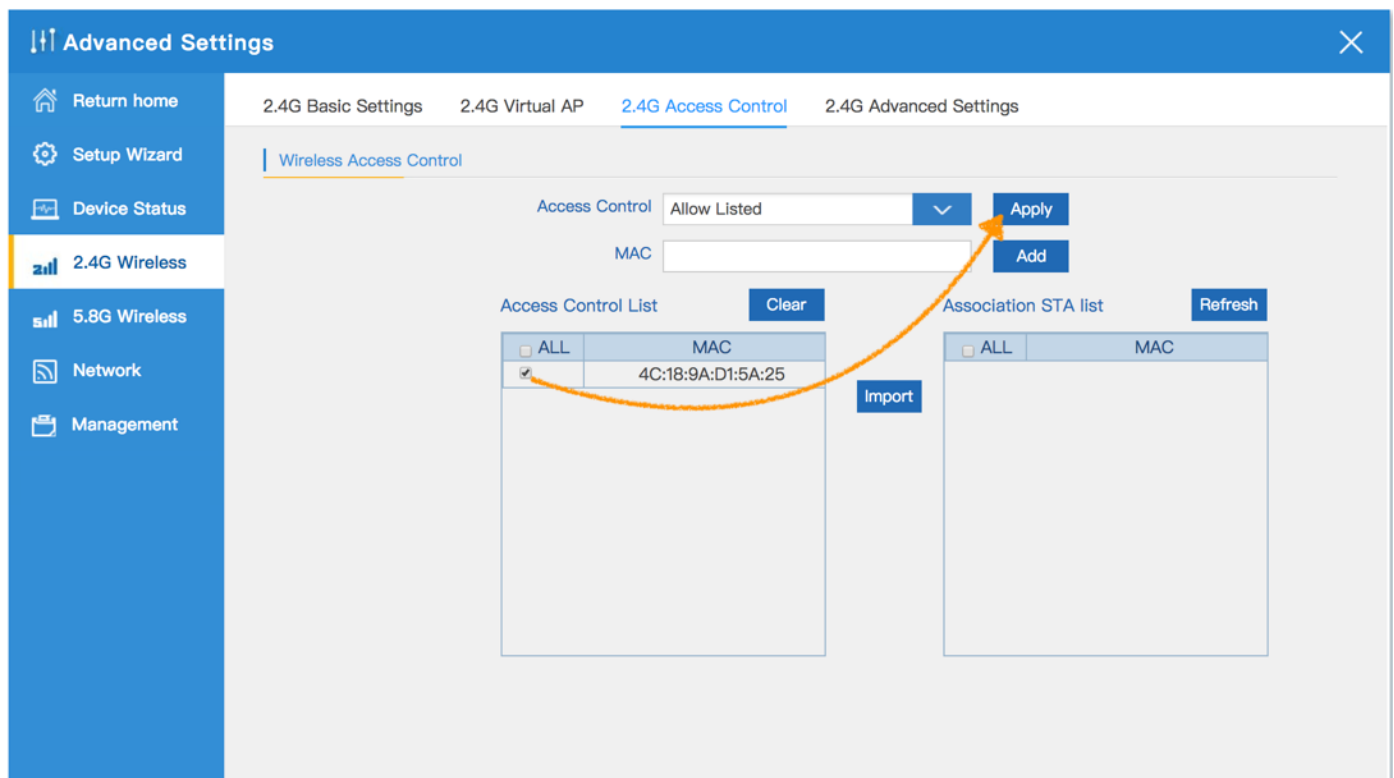 Advanced Settings
Return home
Setup Wizard
Device Status
2.4G Wireless
5.8G Wireless
Network
Management
2.4G Basic Settings 2.4G Virtual AP 2.4G Access Control 2.4G Advanced Settings
Wireless Access Control
Access Control Allow Listed Apply
MAC Add
Access Control List Clear
ALL MAC
4C:18:9A:D1:5A:25
Import
Association STA list Refresh
ALL MAC